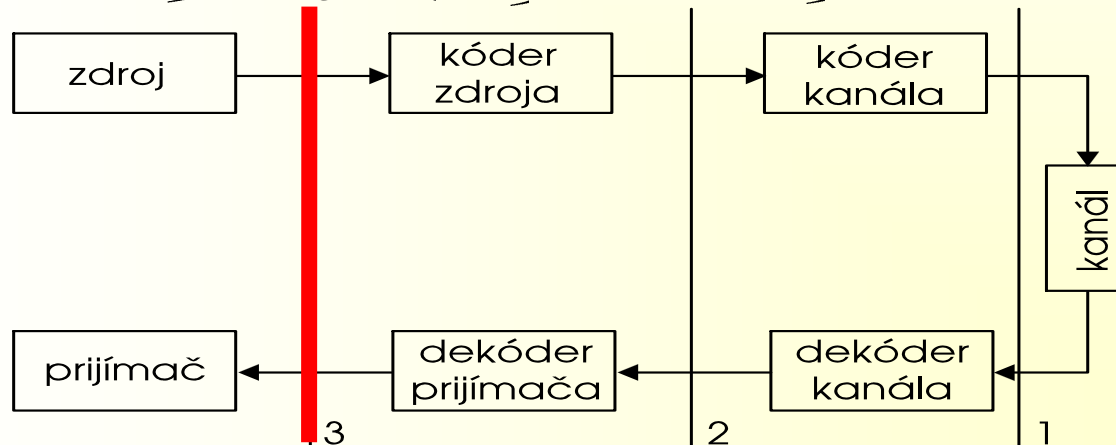 zdroj
kóder
zdroja
kóder
kanála
kanál
prijímač
dekóder
prijímača
dekóder
kanála
3
2
1